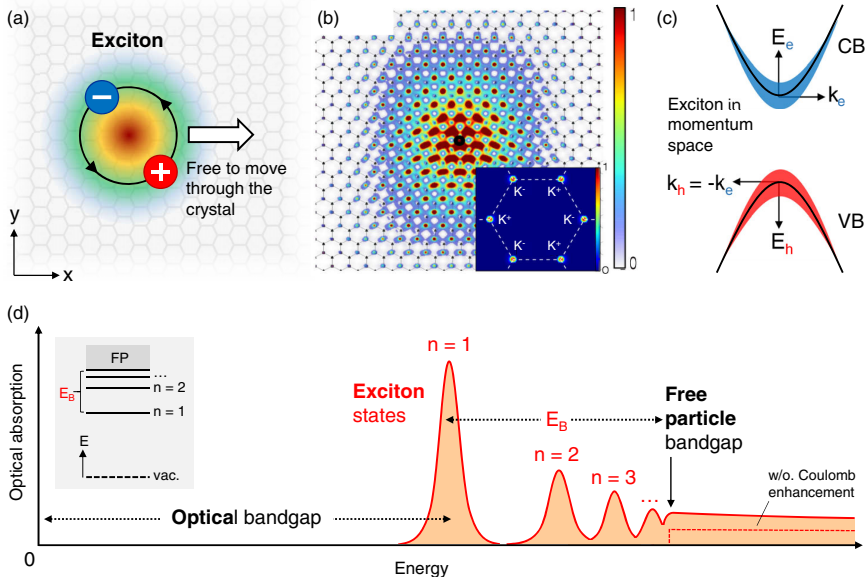 (a)
Exciton
−
+
Free to move
through the
crystal
y
x
(b)
1
0
1
0
K⁻ K⁺
K⁺ K⁻
K⁻ K⁺
(c)
Eₑ
CB
kₑ
Exciton in
momentum
space
kₕ = -kₑ
VB
Eₕ
(d)
Optical absorption
FP
...
n = 2
E_B
n = 1
E
vac.
n = 1
Exciton
states
E_B
Free
particle
bandgap
n = 2
n = 3
...
w/o. Coulomb
enhancement
Optical bandgap
0
Energy